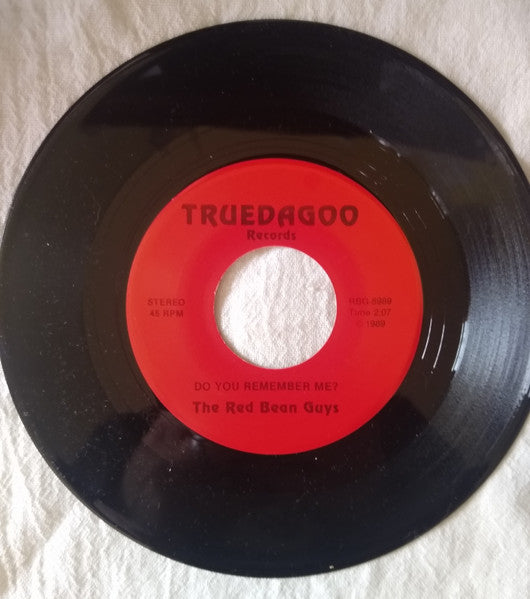 TRUEDAGOO
Records
STEREO
45 RPM
RBG-8989
Time 2.07
© 1989
DO YOU REMEMBER ME?
The Red Bean Guys